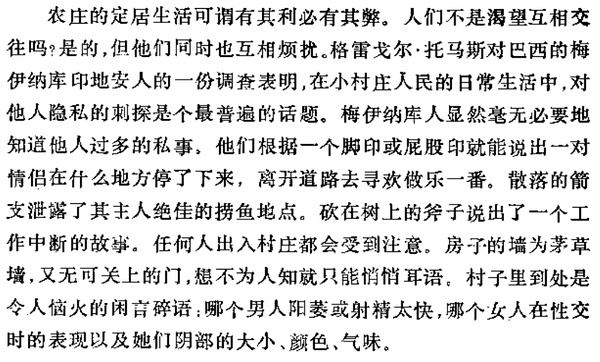 农庄的定居生活可谓有其利必有其弊。人们不是渴望互相交
往吗?是的,但他们同时也互相烦扰。格雷戈尔·托马斯对巴西的梅
伊纳库印地安人的一份调查表明,在小村庄人民的日常生活中,对
他人隐私的刺探是个最普遍的话题。梅伊纳库人显然毫无必要地
知道他人过多的私事。他们根据一个脚印或屁股印就能说出一对
情侣在什么地方停了下来,离开道路去寻欢做乐一番。散落的箭
支泄露了其主人绝佳的捞鱼地点。砍在树上的斧子说出了一个工
作中断的故事。任何人出入村庄都会受到注意。房子的墙为茅草
墙,又无可关上的门,想不为人知就只能悄悄耳语。村子里到处是
令人恼火的闲言碎语:哪个男人阳萎或射精太快,哪个女人在性交
时的表现以及她们阴部的大小、颜色、气味。